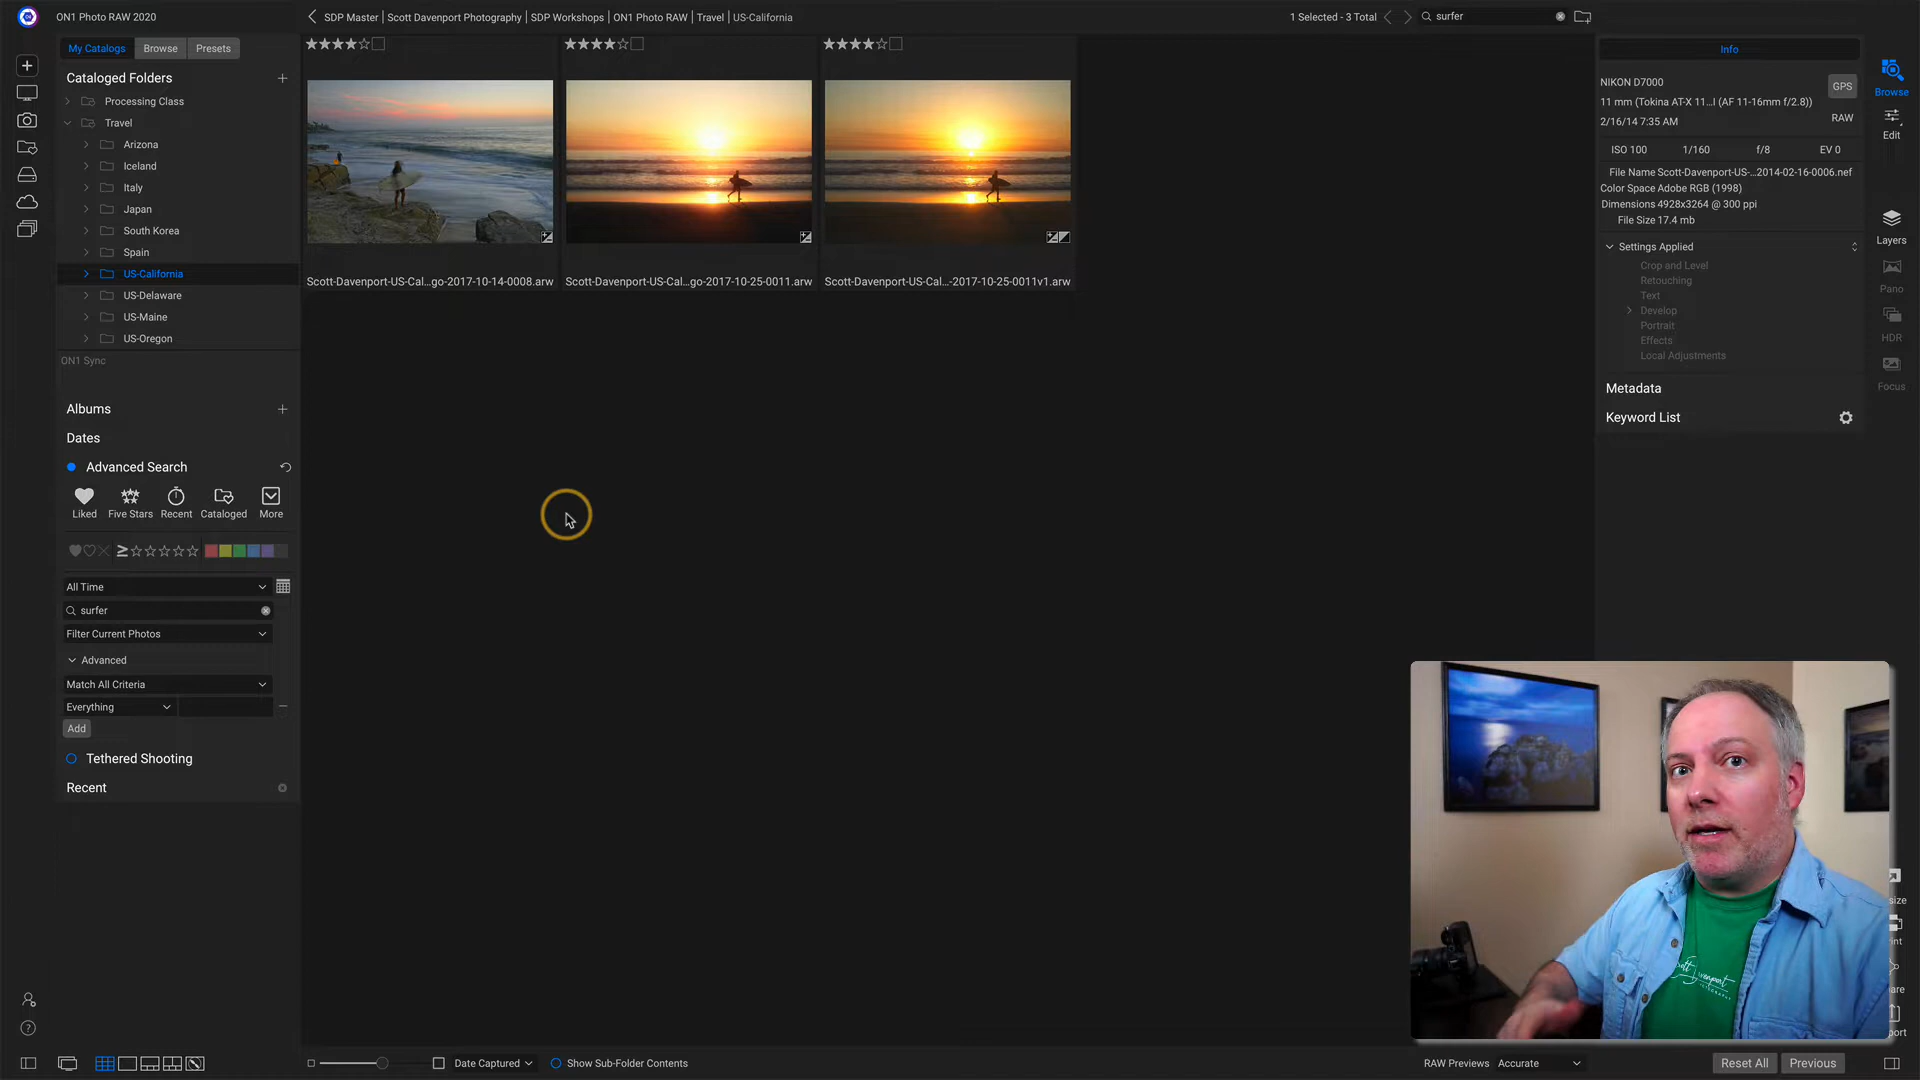 ON1 Photo RAW 2020
SDP Master | Scott Davenport Photography | SDP Workshops | ON1 Photo RAW | Travel | US-California
1 Selected - 3 Total
surfer
My Catalogs
Browse
Presets
Cataloged Folders
Processing Class
Travel
Arizona
Iceland
Italy
Japan
South Korea
Spain
US-California
US-Delaware
US-Maine
US-Oregon
ON1 Sync
Albums
Dates
Advanced Search
Liked
Five Stars
Recent
Cataloged
More
All Time
surfer
Filter Current Photos
Advanced
Match All Criteria
Everything
Add
Tethered Shooting
Recent
Scott-Davenport-US-Cal...go-2017-10-14-0008.arw
Scott-Davenport-US-Cal...go-2017-10-25-0011.arw
Scott-Davenport-US-Cal...-2017-10-25-0011v1.arw
Date Captured
Show Sub-Folder Contents
RAW Previews Accurate
Reset All
Previous
Info
NIKON D7000
GPS
11 mm (Tokina AT-X 11...l (AF 11-16mm f/2.8))
2/16/14 7:35 AM
RAW
ISO 100 1/160 f/8 EV 0
File Name Scott-Davenport-US-...2014-02-16-0006.nef
Color Space Adobe RGB (1998)
Dimensions 4928x3264 @ 300 ppi
File Size 17.4 mb
Settings Applied
Crop and Level
Retouching
Text
Develop
Portrait
Effects
Local Adjustments
Metadata
Keyword List
Browse
Edit
Layers
Pano
HDR
Focus